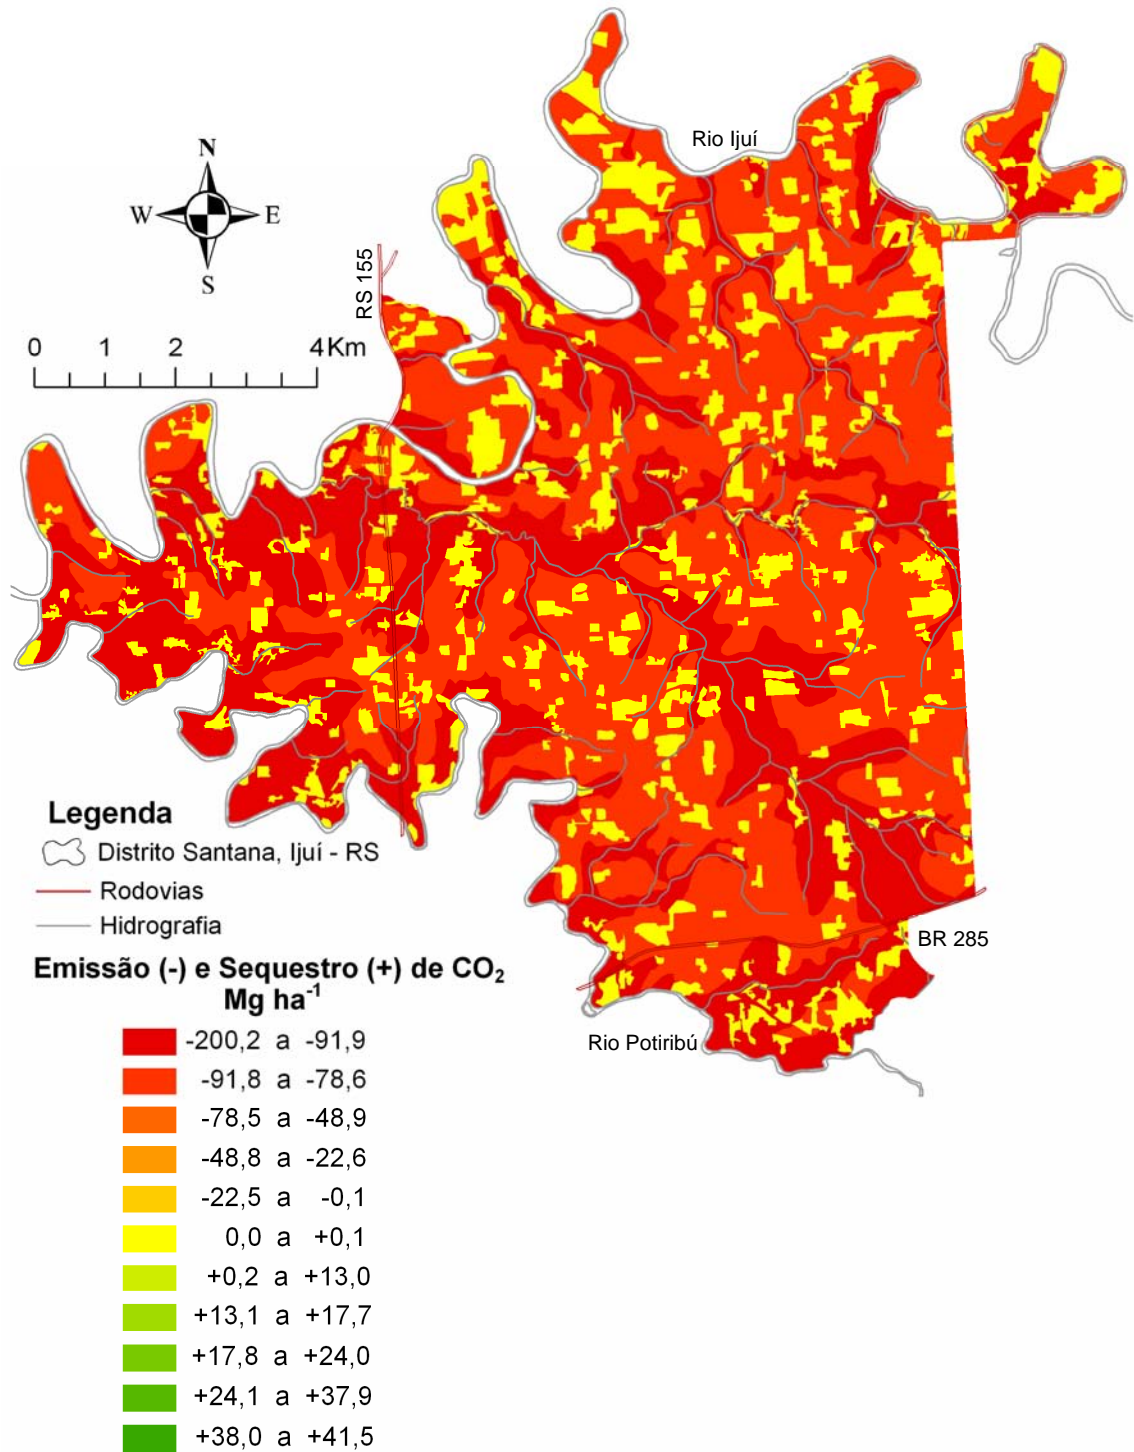 Rio Ijuí
N
W E
S
RS 155
0 1 2 4 Km
Legenda
Distrito Santana, Ijuí - RS
Rodovias
Hidrografia
BR 285
Emissão (-) e Sequestro (+) de CO₂
Mg ha⁻¹
Rio Potiribú
-200,2 a -91,9
-91,8 a -78,6
-78,5 a -48,9
-48,8 a -22,6
-22,5 a -0,1
0,0 a +0,1
+0,2 a +13,0
+13,1 a +17,7
+17,8 a +24,0
+24,1 a +37,9
+38,0 a +41,5